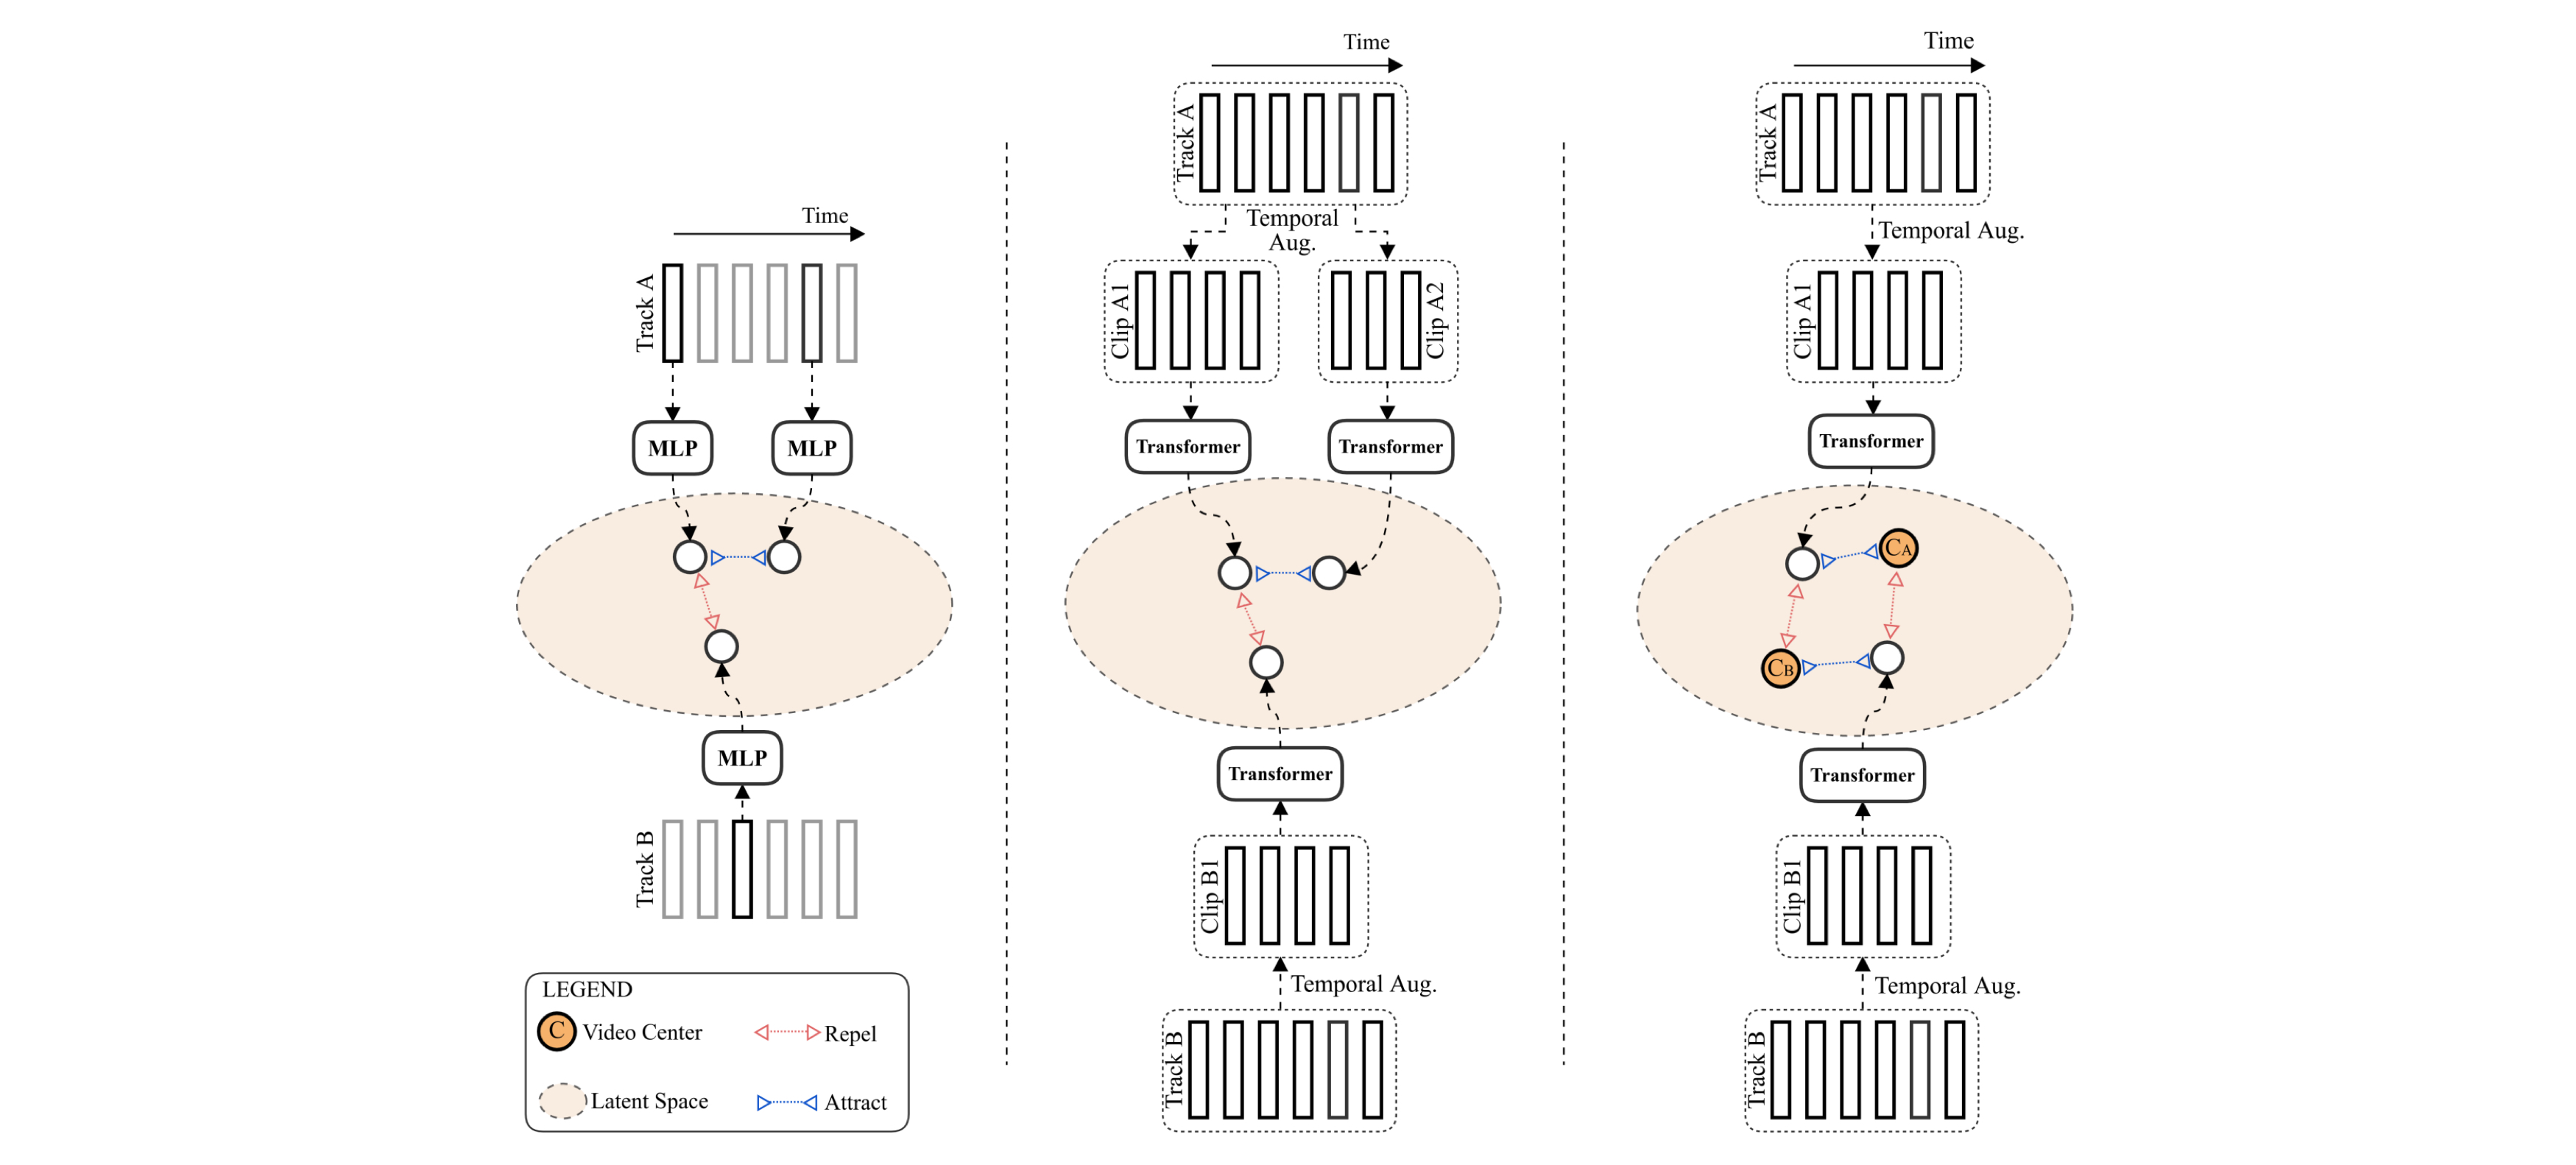 Time
Track A
MLP
MLP
MLP
Track B
LEGEND
C Video Center
Repel
Latent Space
Attract
Time
Track A
Temporal
Aug.
Clip A1
Clip A2
Transformer
Transformer
Transformer
Clip B1
Temporal Aug.
Track B
Time
Track A
Temporal Aug.
Clip A1
Transformer
CA
CB
Transformer
Clip B1
Temporal Aug.
Track B